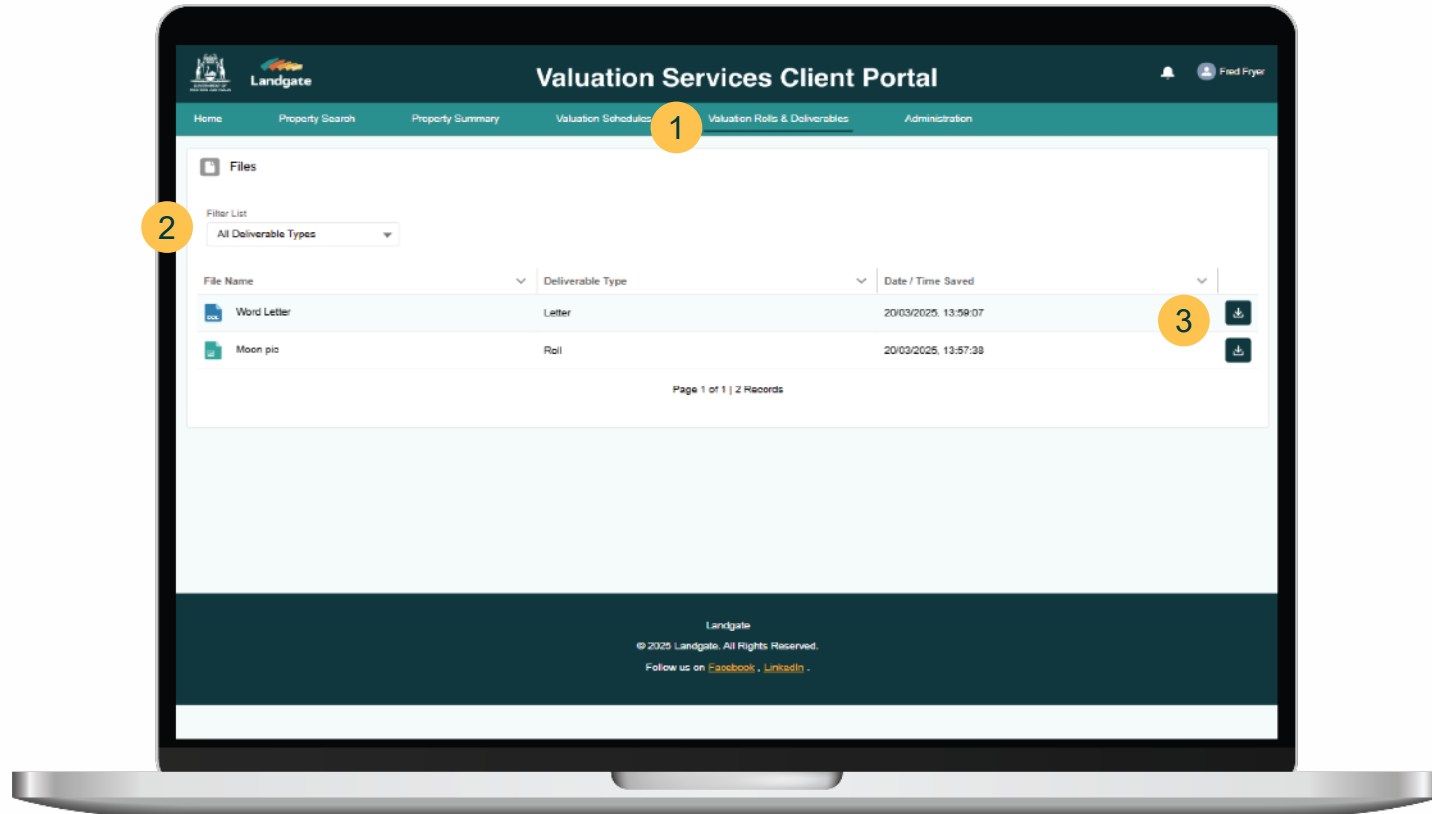 Landgate
Valuation Services Client Portal
Fred Fryer
Home Property Search Property Summary Valuation Schedules 1 Valuation Rolls & Deliverables Administration
Files
2
Filter List
All Deliverable Types
File Name Deliverable Type Date / Time Saved
Word Letter Letter 20/03/2025, 13:59:07
3
Moon pic Roll 20/03/2025, 13:57:38
Page 1 of 1 | 2 Records
Landgate
© 2025 Landgate. All Rights Reserved.
Follow us on Facebook , LinkedIn .